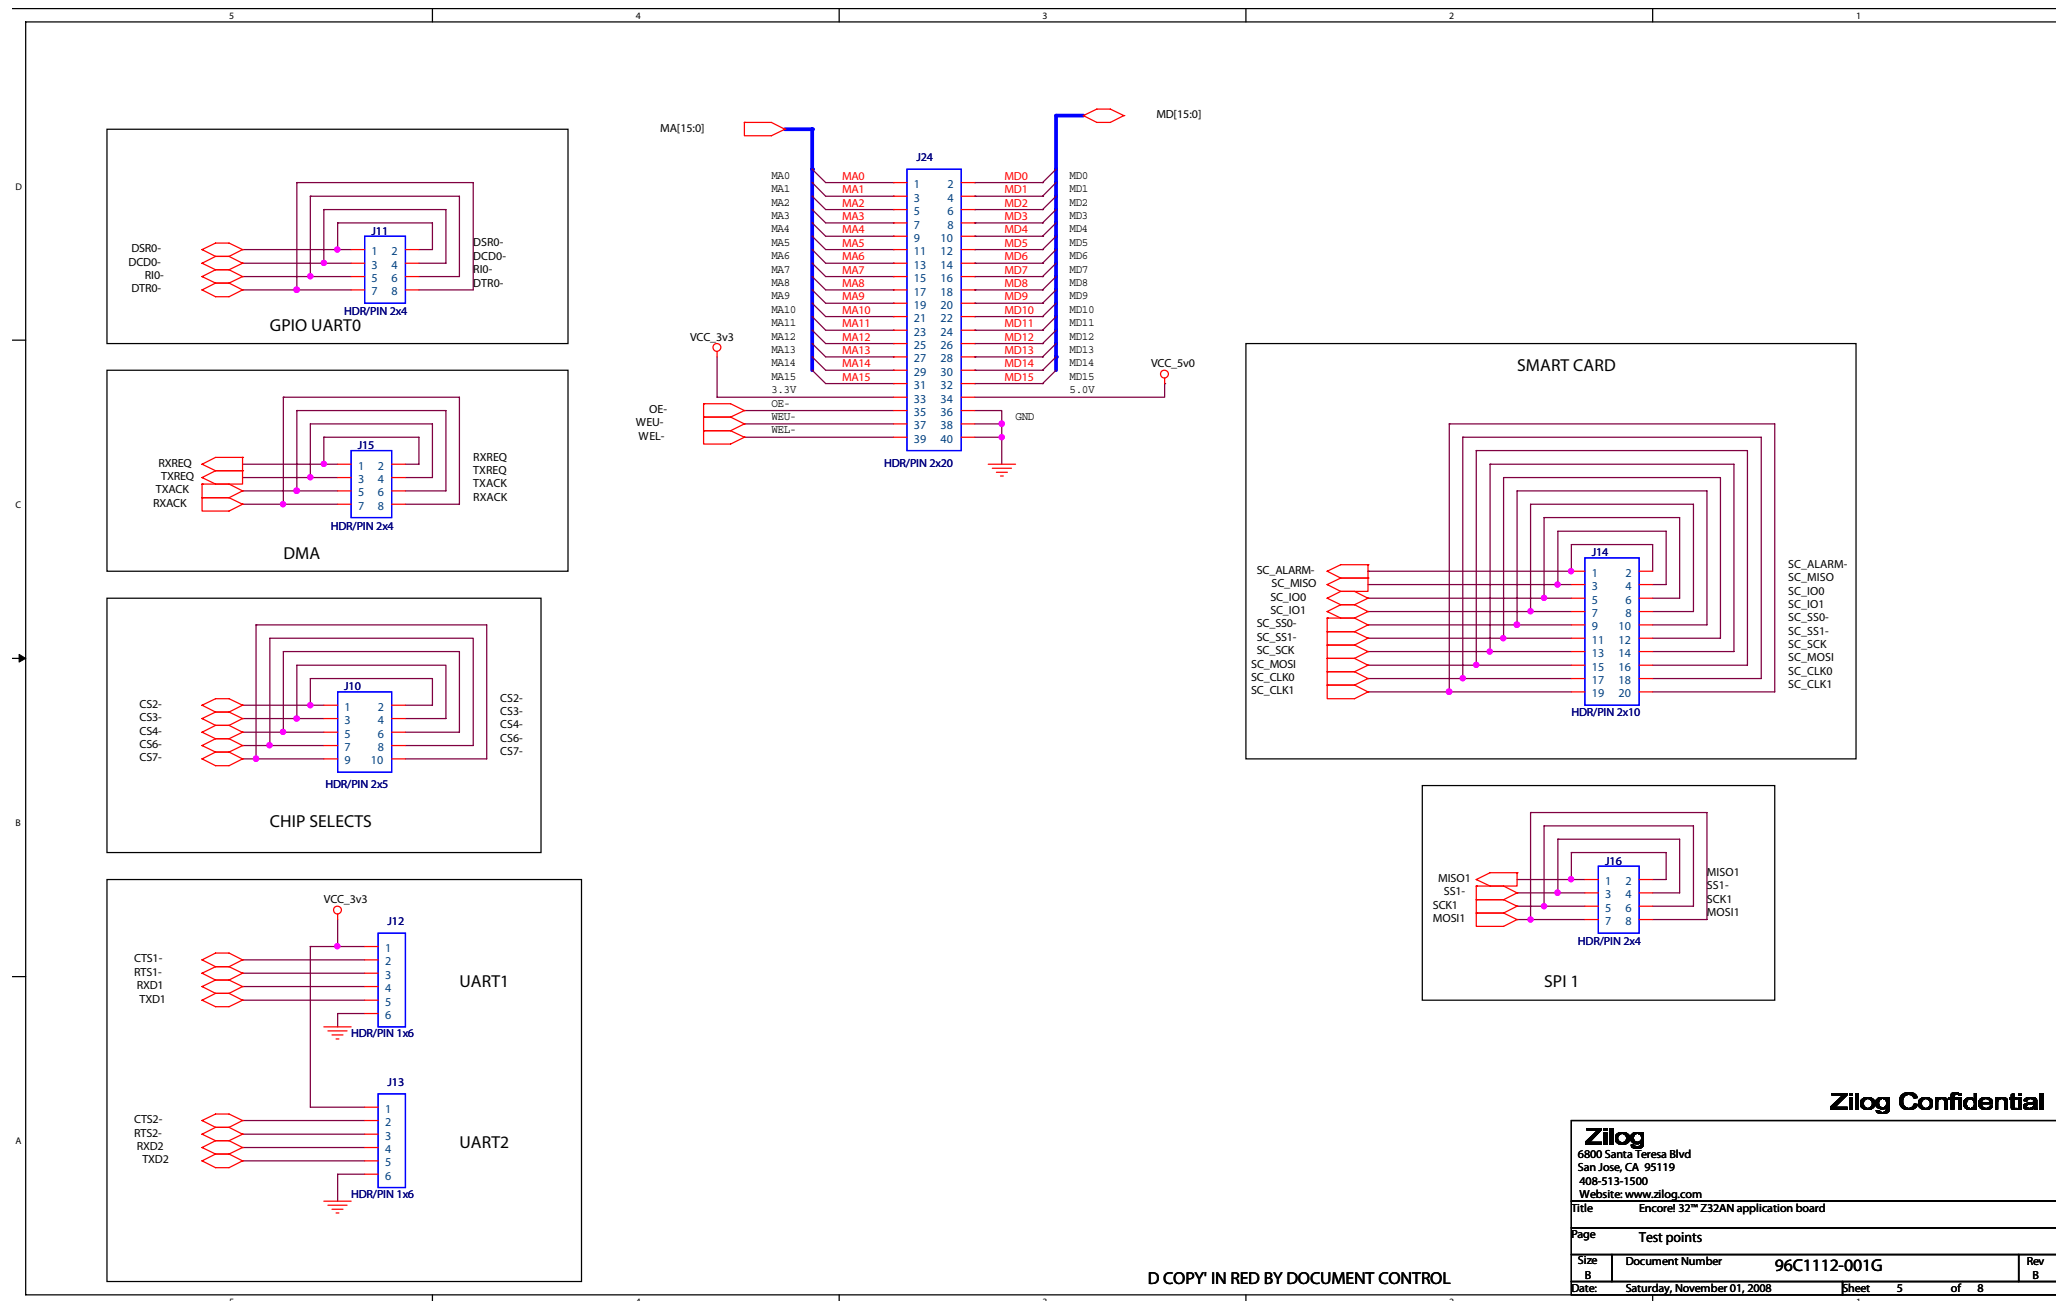 5 4 3 2 1
D
C
B
A
MA[15:0]
MD[15:0]
J24
MA0 MA0 1 2 MD0 MD0
MA1 MA1 3 4 MD1 MD1
MA2 MA2 5 6 MD2 MD2
MA3 MA3 7 8 MD3 MD3
MA4 MA4 9 10 MD4 MD4
MA5 MA5 11 12 MD5 MD5
MA6 MA6 13 14 MD6 MD6
MA7 MA7 15 16 MD7 MD7
MA8 MA8 17 18 MD8 MD8
MA9 MA9 19 20 MD9 MD9
MA10 MA10 21 22 MD10 MD10
MA11 MA11 23 24 MD11 MD11
MA12 MA12 25 26 MD12 MD12
MA13 MA13 27 28 MD13 MD13
MA14 MA14 29 30 MD14 MD14
MA15 MA15 31 32 MD15 MD15
VCC_3v3
VCC_5v0
3.3V 33 34 5.0V
OE- OE- 35 36 GND
WEU- WEU- 37 38
WEL- WEL- 39 40
HDR/PIN 2x20
J11
DSR0- 1 2 DSR0-
DCD0- 3 4 DCD0-
RI0- 5 6 RI0-
DTR0- 7 8 DTR0-
HDR/PIN 2x4
GPIO UART0
J15
RXREQ 1 2 RXREQ
TXREQ 3 4 TXREQ
TXACK 5 6 TXACK
RXACK 7 8 RXACK
HDR/PIN 2x4
DMA
J10
CS2- 1 2 CS2-
CS3- 3 4 CS3-
CS4- 5 6 CS4-
CS6- 7 8 CS6-
CS7- 9 10 CS7-
HDR/PIN 2x5
CHIP SELECTS
VCC_3v3
J12
1
CTS1- 2
RTS1- 3
RXD1 4
TXD1 5
6
HDR/PIN 1x6
UART1
J13
1
CTS2- 2
RTS2- 3
RXD2 4
TXD2 5
6
HDR/PIN 1x6
UART2
SMART CARD
J14
SC_ALARM- 1 2 SC_ALARM-
SC_MISO 3 4 SC_MISO
SC_IO0 5 6 SC_IO0
SC_IO1 7 8 SC_IO1
SC_SS0- 9 10 SC_SS0-
SC_SS1- 11 12 SC_SS1-
SC_SCK 13 14 SC_SCK
SC_MOSI 15 16 SC_MOSI
SC_CLK0 17 18 SC_CLK0
SC_CLK1 19 20 SC_CLK1
HDR/PIN 2x10
J16
MISO1 1 2 MISO1
SS1- 3 4 SS1-
SCK1 5 6 SCK1
MOSI1 7 8 MOSI1
HDR/PIN 2x4
SPI 1
Zilog Confidential
Zilog
6800 Santa Teresa Blvd
San Jose, CA 95119
408-513-1500
Website: www.zilog.com
Title Encore! 32™ Z32AN application board
Page Test points
Size B Document Number 96C1112-001G Rev B
Date: Saturday, November 01, 2008 Sheet 5 of 8
D COPY' IN RED BY DOCUMENT CONTROL